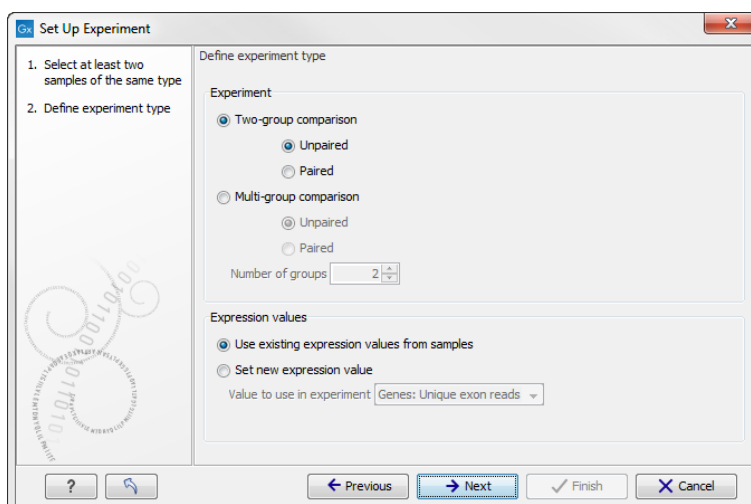 Gx Set Up Experiment
1. Select at least two
samples of the same type
2. Define experiment type
Define experiment type
Experiment
Two-group comparison
Unpaired
Paired
Multi-group comparison
Unpaired
Paired
Number of groups 2
Expression values
Use existing expression values from samples
Set new expression value
Value to use in experiment Genes: Unique exon reads
? Previous Next Finish Cancel